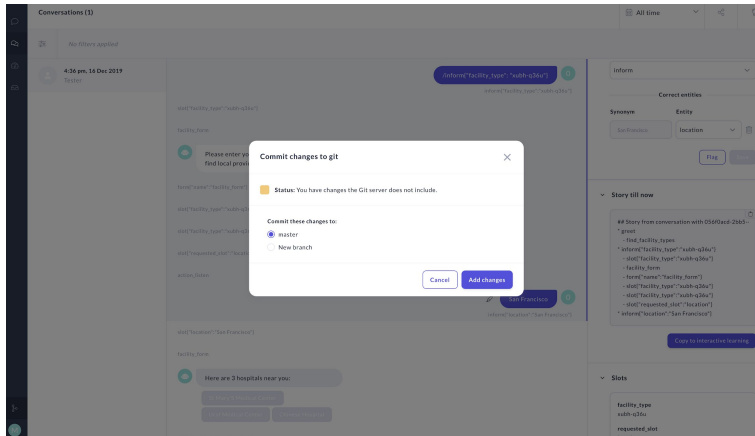 Conversations (1)
All time
No filters applied
4:36 pm, 16 Dec 2019
Tester
/inform{"facility_type": "xubh-q36u"}
inform{"facility_type":"xubh-q36u"}
slot{"facility_type":"xubh-q36u"}
facility_form
Please enter yo
find local provi
form{"name":"facility_form"
slot{"facility_type":"xubh-q3
slot{"facility_type":"xubh-q3
slot{"requested_slot":"locati
action_listen
San Francisco
inform{"location":"San Francisco"}
slot{"location":"San Francisco"}
facility_form
Here are 3 hospitals near you:
Commit changes to git
Status: You have changes the Git server does not include.
Commit these changes to:
master
New branch
Cancel
Add changes
inform
Correct entities
Synonym
Entity
San Francisco
location
Flag
Story till now
## Story from conversation with 056f0acd-2bb5-
* greet
- find_facility_types
* inform{"facility_type":"xubh-q36u"}
- slot{"facility_type":"xubh-q36u"}
- facility_form
- form{"name":"facility_form"}
- slot{"facility_type":"xubh-q36u"}
- slot{"facility_type":"xubh-q36u"}
- slot{"requested_slot":"location"}
* inform{"location":"San Francisco"}
Copy to interactive learning
Slots
facility_type
xubh-q36u
requested_slot